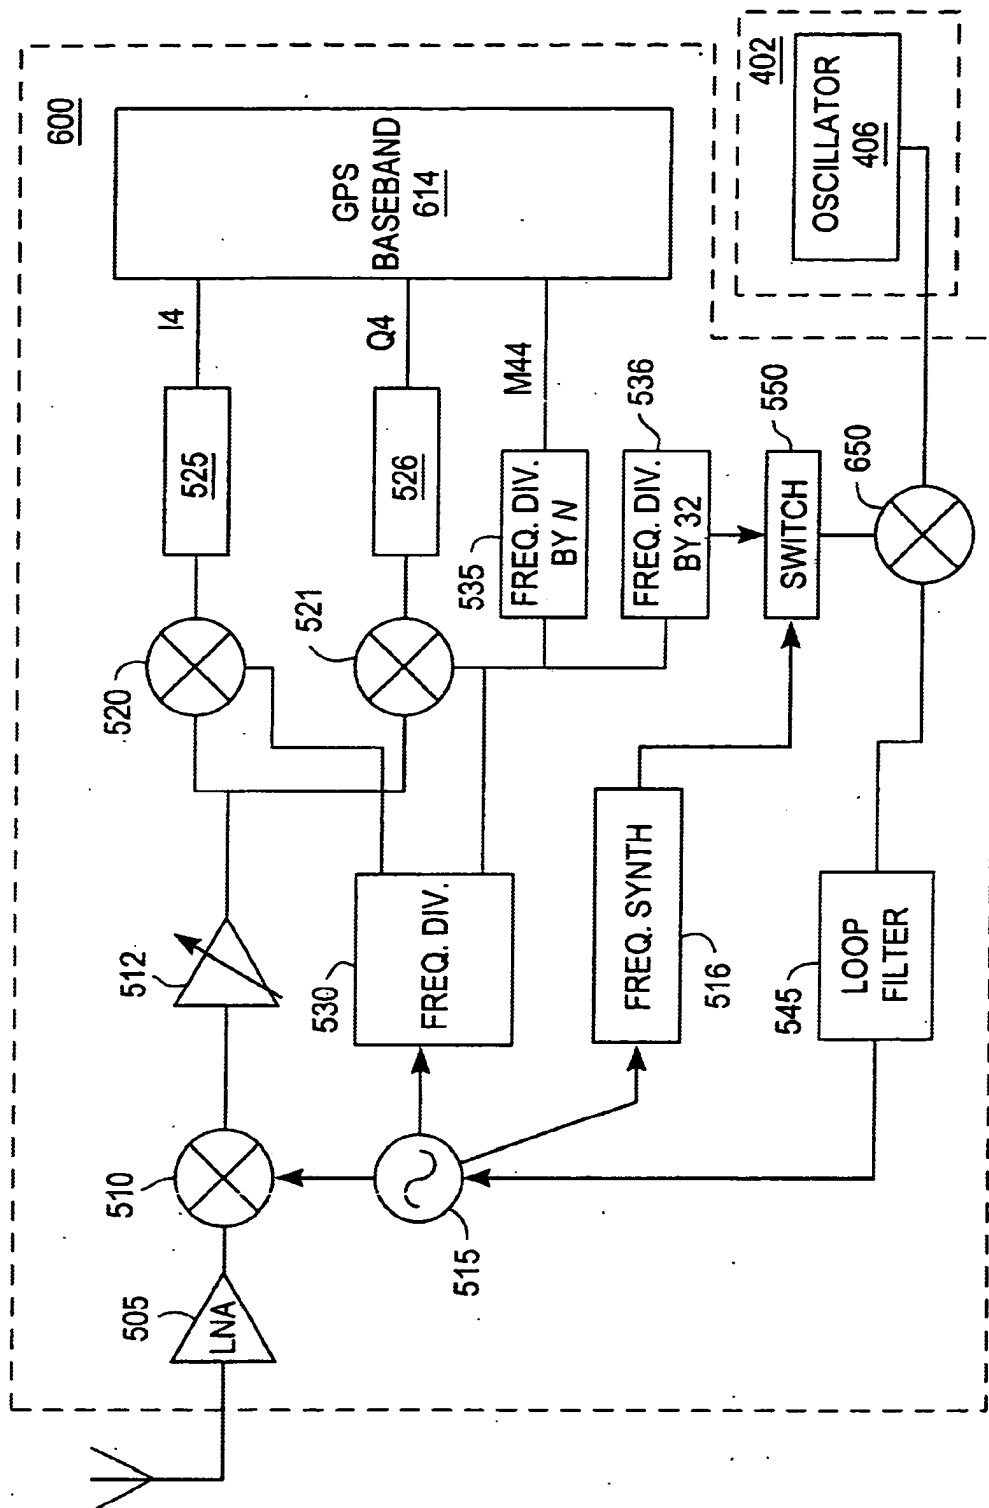 600
GPS
BASEBAND
614
402
OSCILLATOR
406
I4
Q4
M44
525
526
520
521
535
FREQ. DIV.
BY N
536
FREQ. DIV.
BY 32
550
SWITCH
650
512
530
FREQ. DIV.
FREQ. SYNTH
516
545
LOOP
FILTER
510
515
505
LNA